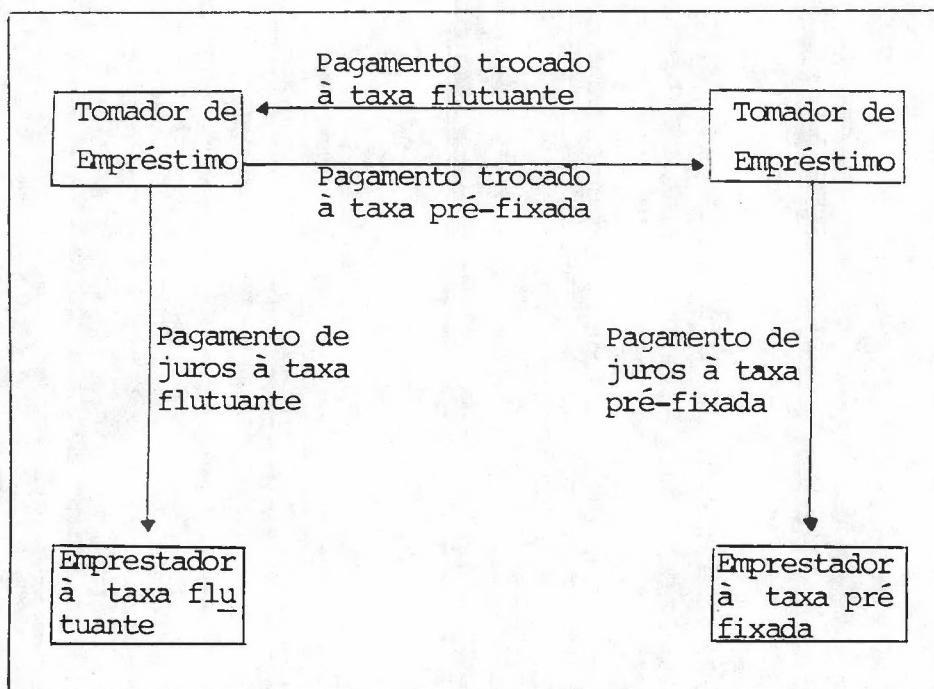 Pagamento trocado
à taxa flutuante
Tomador de
Empréstimo
Tomador de
Empréstimo
Pagamento trocado
à taxa pré-fixada
Pagamento de
juros à taxa
flutuante
Pagamento de
juros à taxa
pré-fixada
Emprestador
à taxa flu
tuante
Emprestador
à taxa pré
fixada